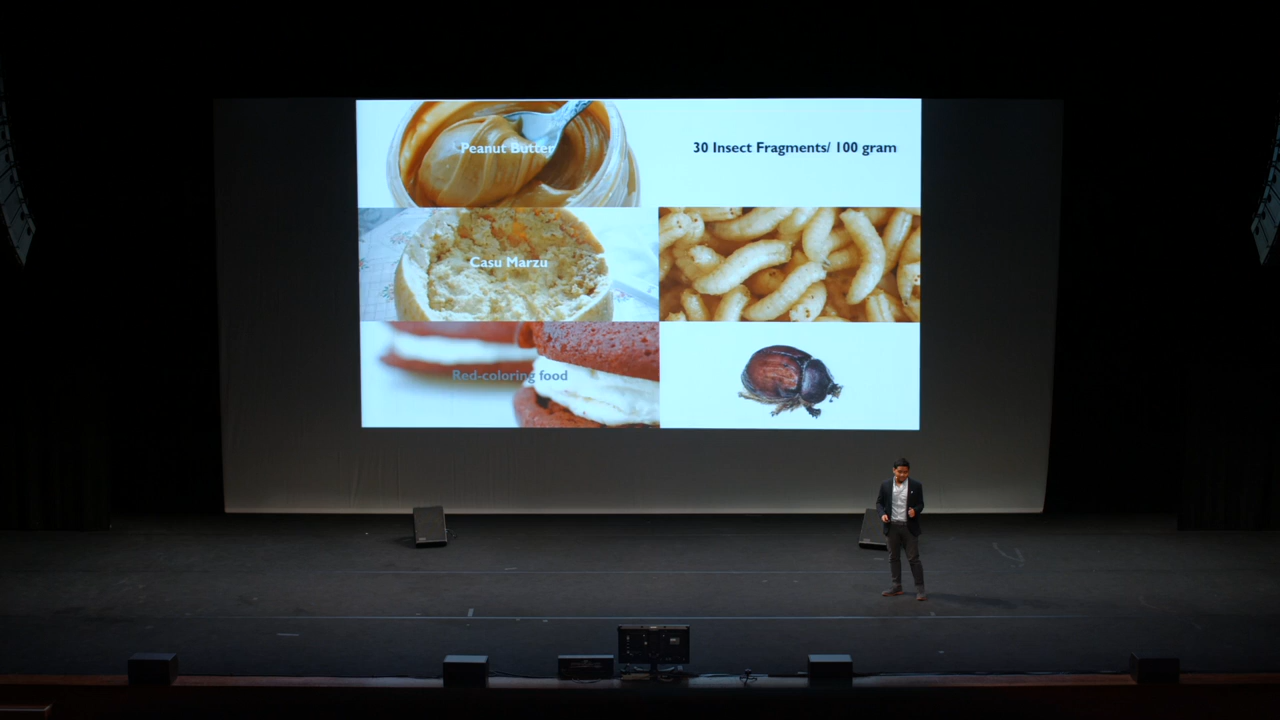 Peanut Butter
30 Insect Fragments/ 100 gram
Casu Marzu
Red-coloring food